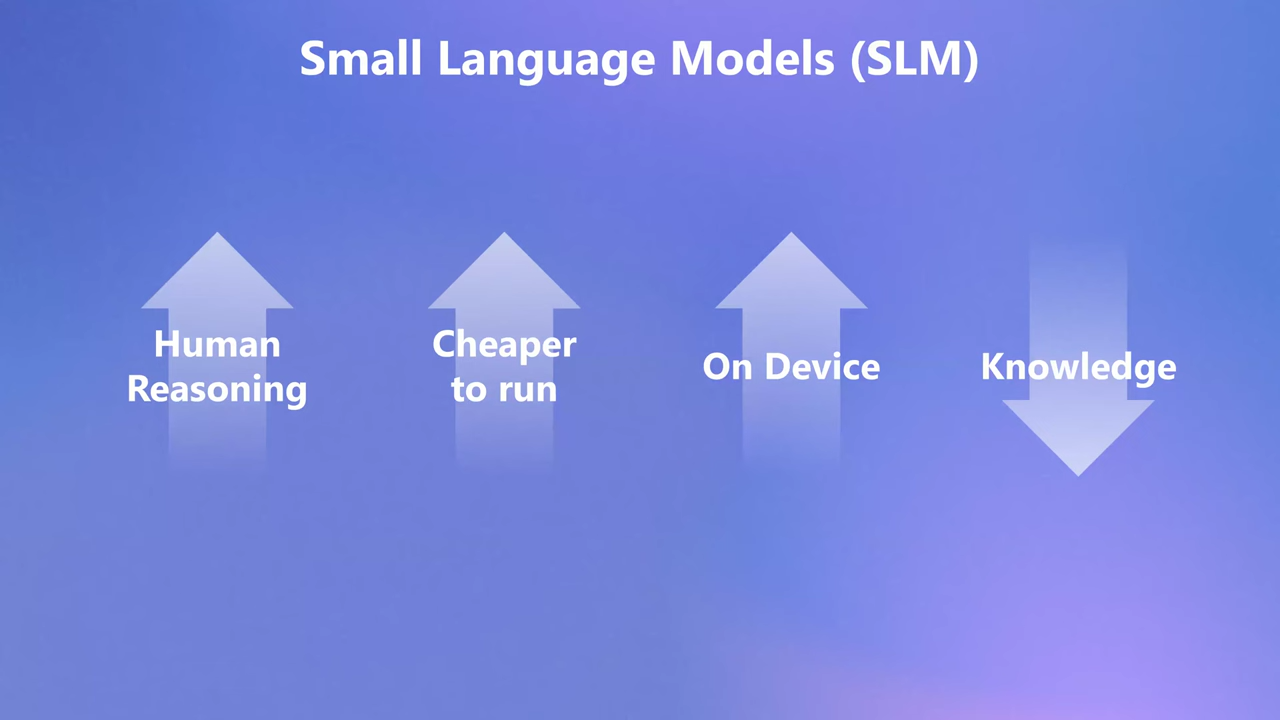 Small Language Models (SLM)
Human
Reasoning
Cheaper
to run
On Device
Knowledge